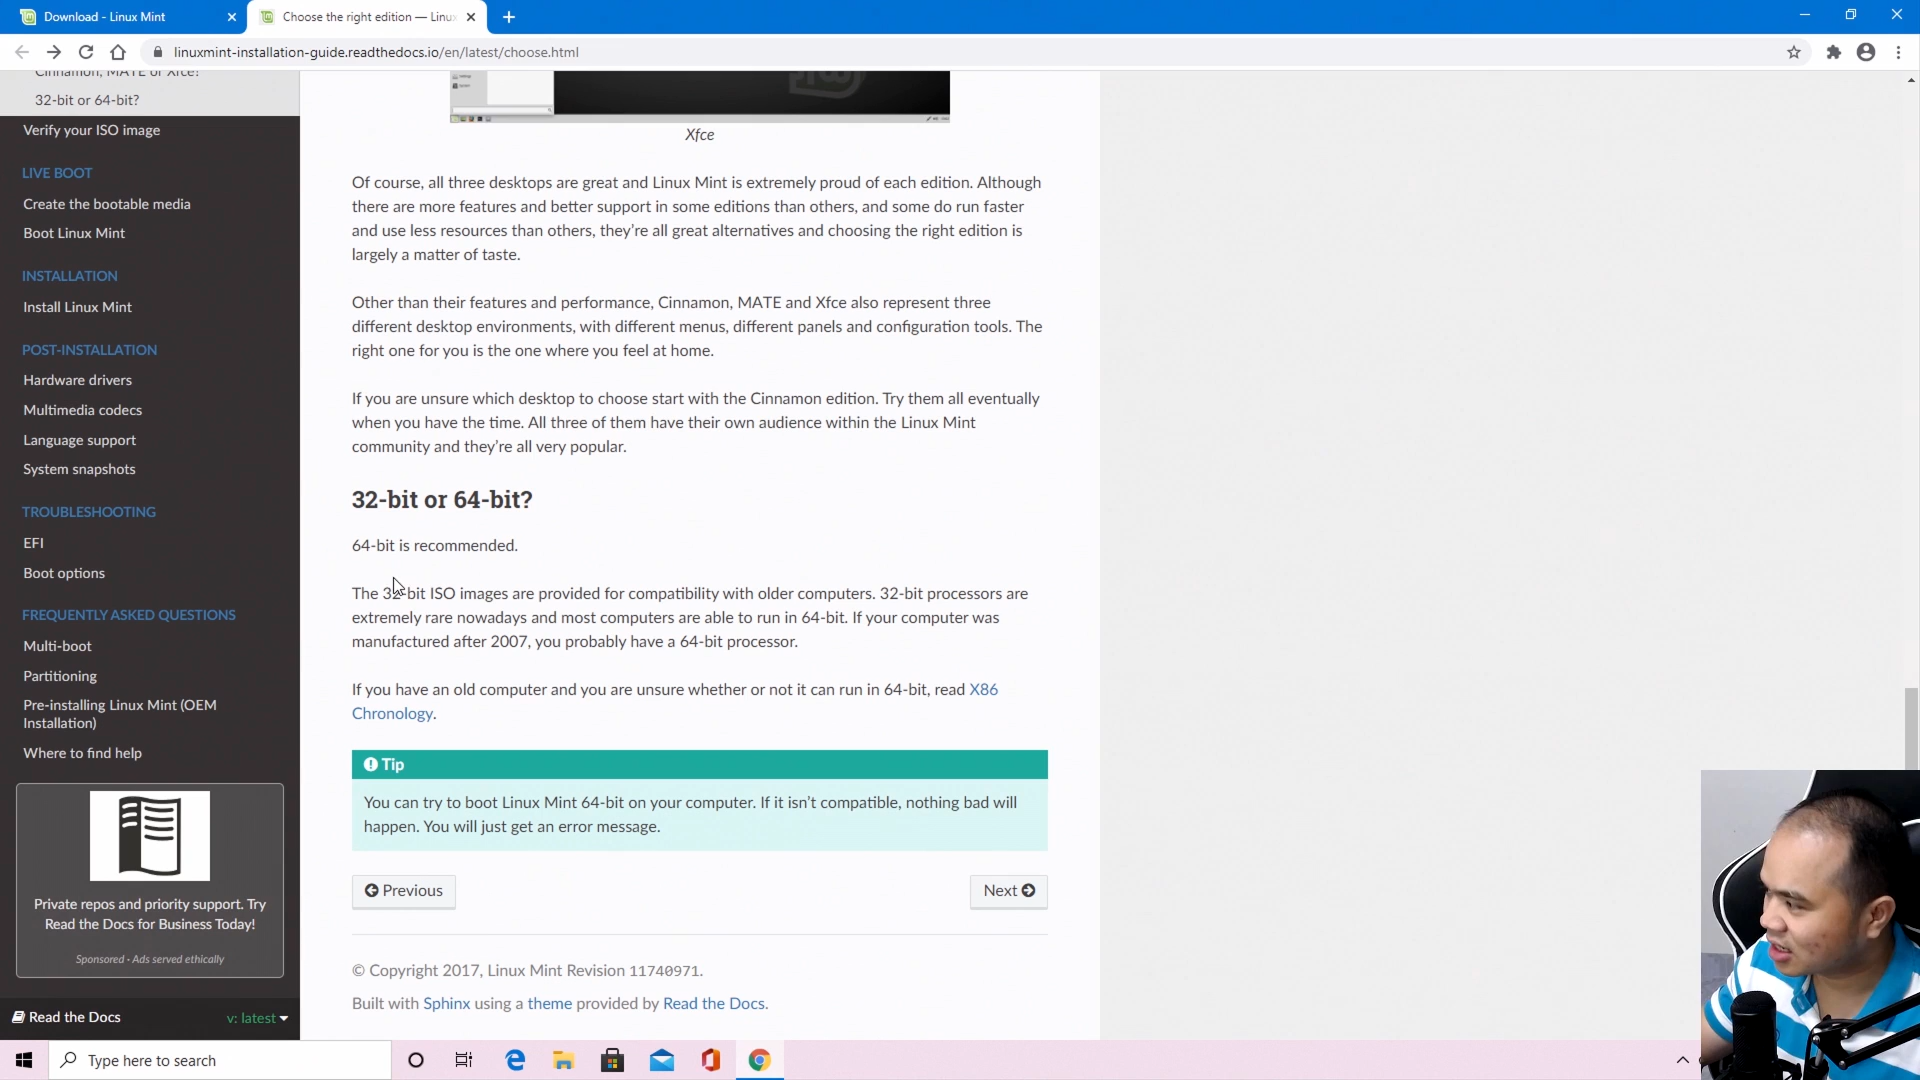 Download - Linux Mint
Choose the right edition — Linux
linuxmint-installation-guide.readthedocs.io/en/latest/choose.html
Cinnamon, MATE or Xfce?
32-bit or 64-bit?
Verify your ISO image
LIVE BOOT
Create the bootable media
Boot Linux Mint
INSTALLATION
Install Linux Mint
POST-INSTALLATION
Hardware drivers
Multimedia codecs
Language support
System snapshots
TROUBLESHOOTING
EFI
Boot options
FREQUENTLY ASKED QUESTIONS
Multi-boot
Partitioning
Pre-installing Linux Mint (OEM
Installation)
Where to find help
Private repos and priority support. Try
Read the Docs for Business Today!
Sponsored · Ads served ethically
Read the Docs
v: latest
Xfce
Of course, all three desktops are great and Linux Mint is extremely proud of each edition. Although
there are more features and better support in some editions than others, and some do run faster
and use less resources than others, they're all great alternatives and choosing the right edition is
largely a matter of taste.
Other than their features and performance, Cinnamon, MATE and Xfce also represent three
different desktop environments, with different menus, different panels and configuration tools. The
right one for you is the one where you feel at home.
If you are unsure which desktop to choose start with the Cinnamon edition. Try them all eventually
when you have the time. All three of them have their own audience within the Linux Mint
community and they're all very popular.
32-bit or 64-bit?
64-bit is recommended.
The 32-bit ISO images are provided for compatibility with older computers. 32-bit processors are
extremely rare nowadays and most computers are able to run in 64-bit. If your computer was
manufactured after 2007, you probably have a 64-bit processor.
If you have an old computer and you are unsure whether or not it can run in 64-bit, read X86
Chronology.
Tip
You can try to boot Linux Mint 64-bit on your computer. If it isn't compatible, nothing bad will
happen. You will just get an error message.
Previous
Next
© Copyright 2017, Linux Mint Revision 11740971.
Built with Sphinx using a theme provided by Read the Docs.
Type here to search